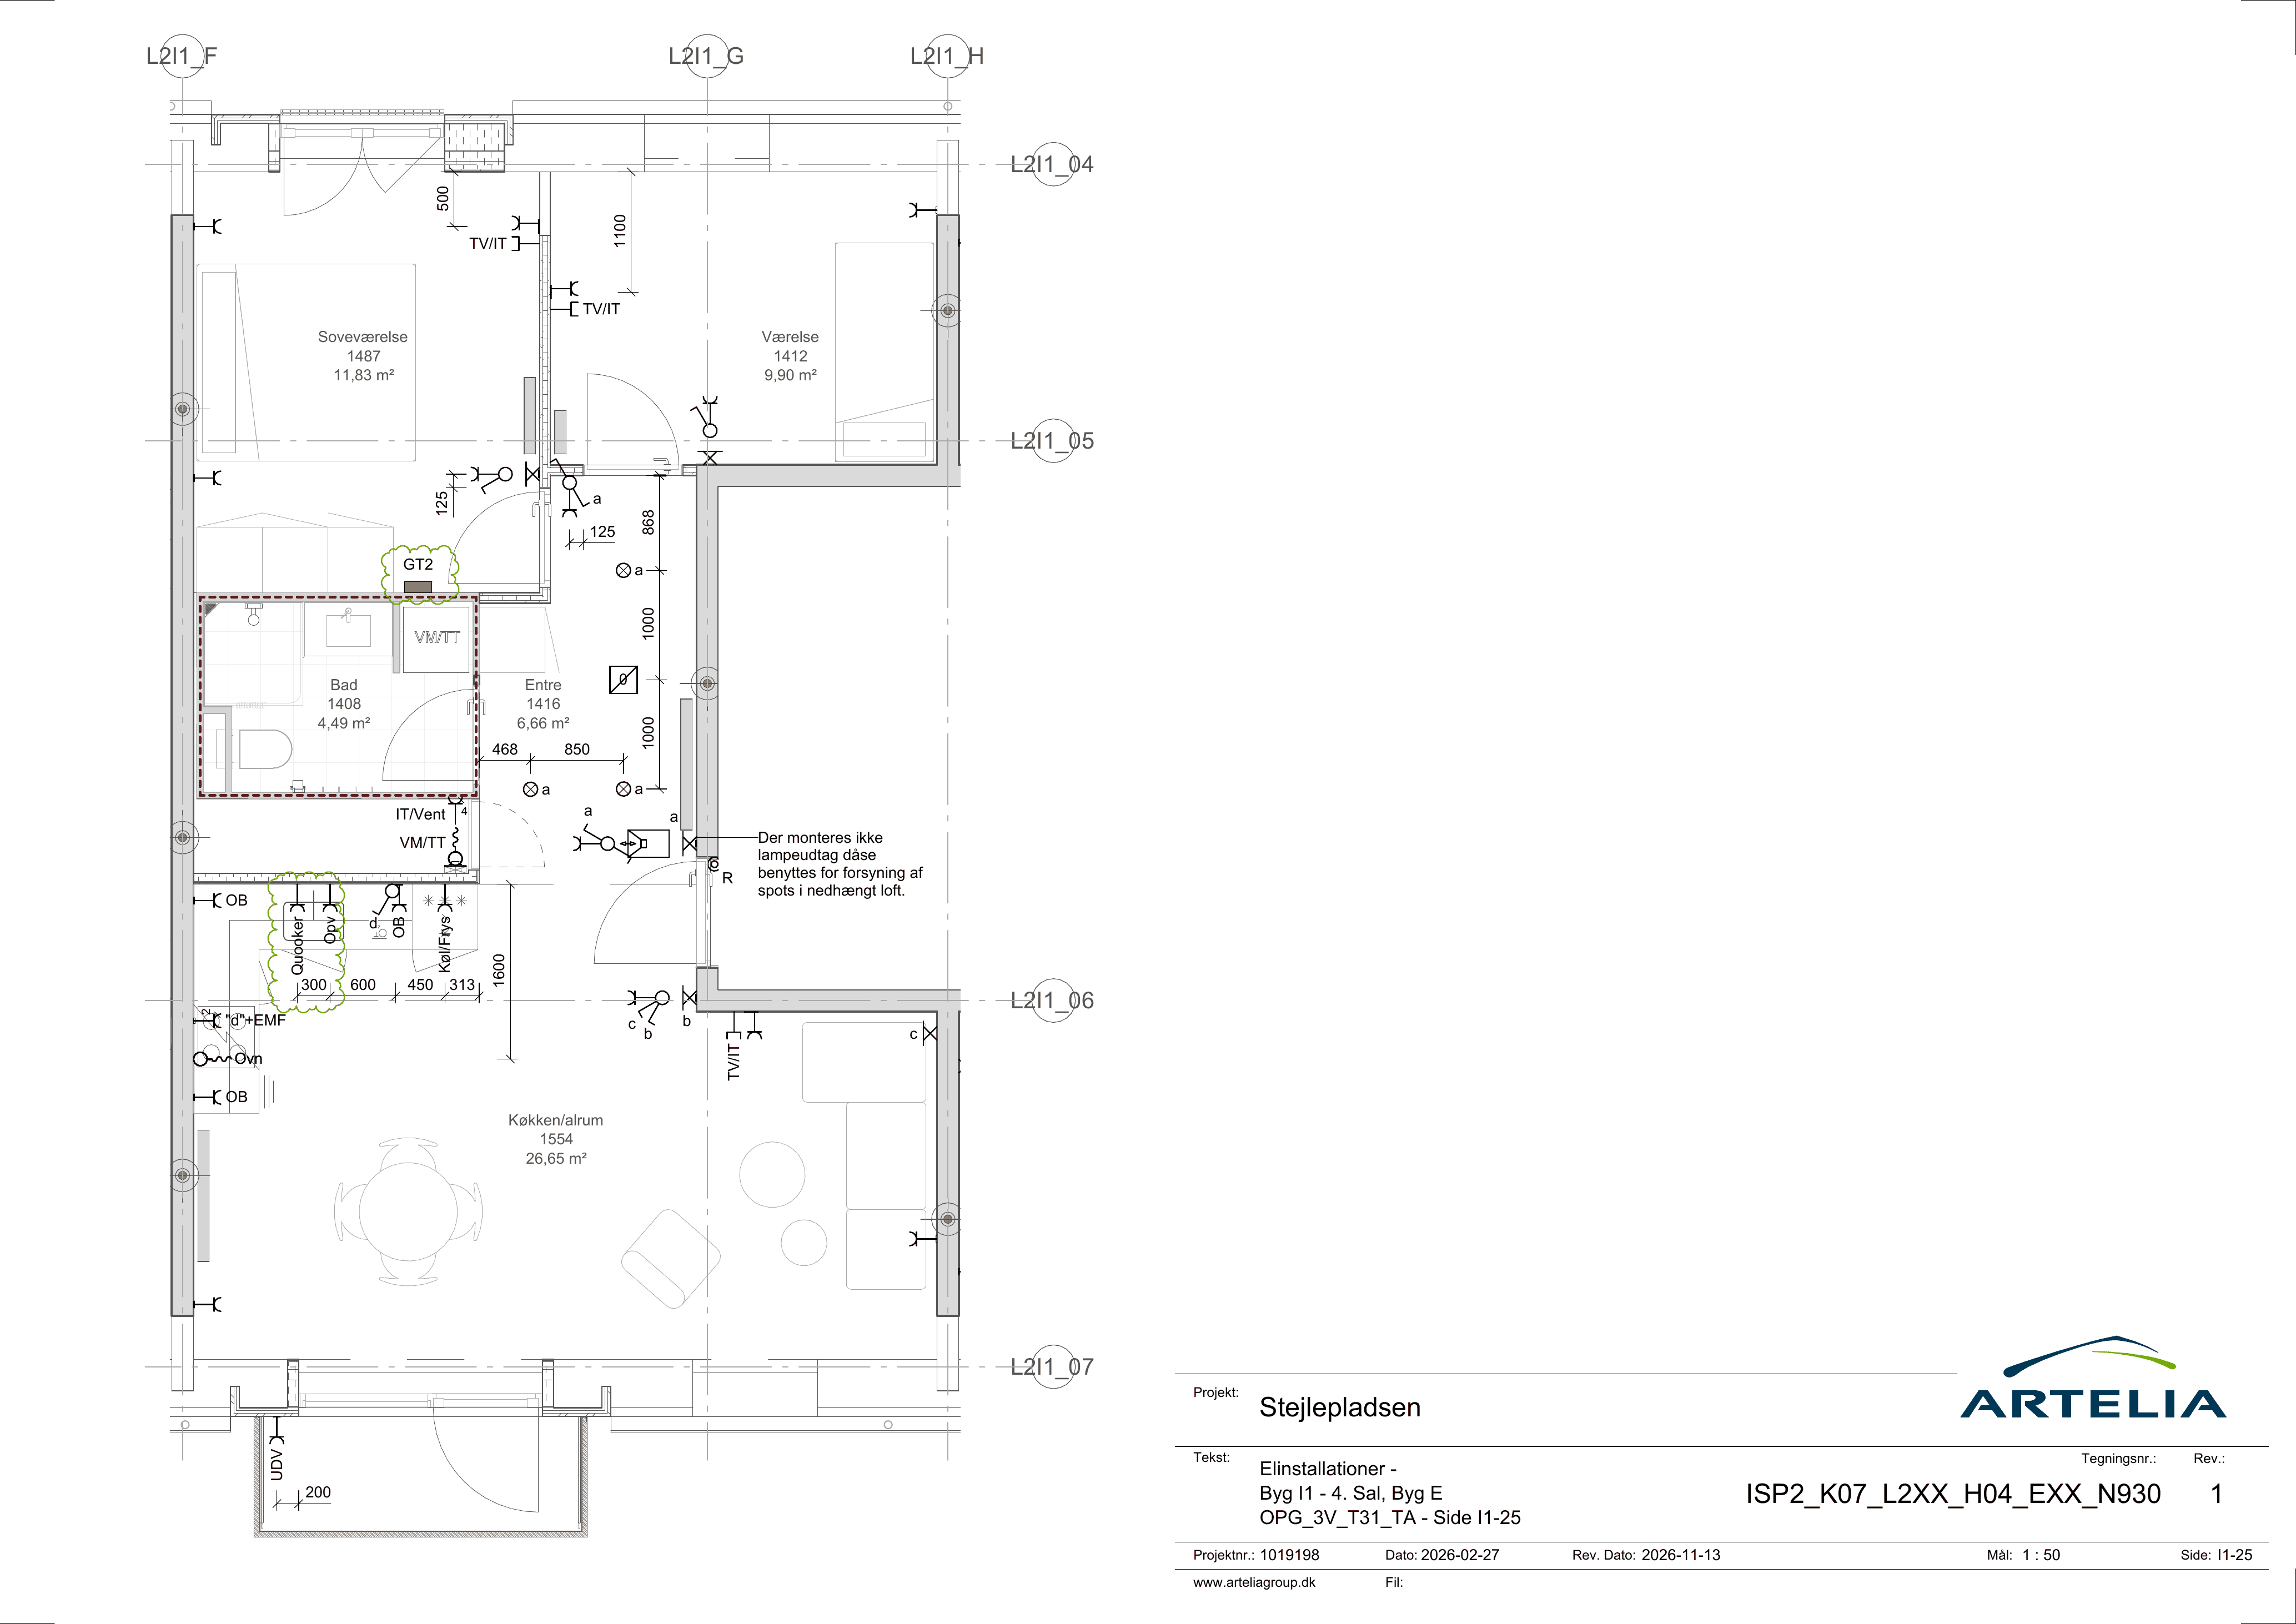 L2I1_F
L2I1_G
L2I1_H
L2I1_04
500
1100
TV/IT
TV/IT
Soveværelse
1487
11,83 m²
Værelse
1412
9,90 m²
L2I1_05
125
a
125
868
GT2
a
1000
VM/TT
Bad
1408
4,49 m²
Entre
1416
6,66 m²
0
1000
468
850
a
a
IT/Vent
4
VM/TT
a
a
Der monteres ikke
lampeudtag dåse
benyttes for forsyning af
spots i nedhængt loft.
R
OB
Quooker
Opv
d
OB
Køl/Frys
300
600
450
313
1600
L2I1_06
2
"d"+EMF
Ovn
OB
c
b
b
TV/IT
c
Køkken/alrum
1554
26,65 m²
L2I1_07
UDV
200
ARTELIA
Projekt:
Stejlepladsen
Tekst:
Elinstallationer -
Byg I1 - 4. Sal, Byg E
OPG_3V_T31_TA - Side I1-25
Tegningsnr.:
Rev.:
ISP2_K07_L2XX_H04_EXX_N930
1
Projektnr.: 1019198
Dato: 2026-02-27
Rev. Dato: 2026-11-13
Mål: 1 : 50
Side: I1-25
www.arteliagroup.dk
Fil: